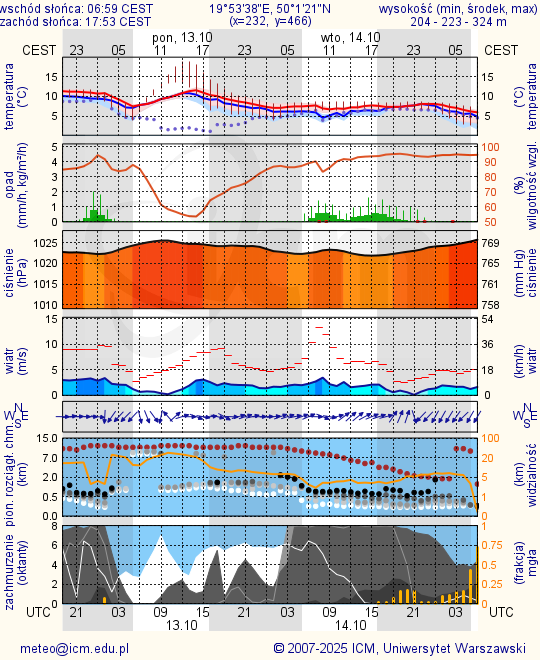 wschód słońca: 06:59 CEST 19°53'38"E, 50°1'21"N wysokość (min, środek, max)
zachód słońca: 17:53 CEST (x=232, y=466) 204 - 223 - 324 m
pon, 13.10 wto, 14.10
CEST 23 05 11 17 23 05 11 17 23 05 CEST
temperatura (°C) 15 10 5 15 10 5 (°C) temperatura
opad (mm/h, kg/m²/h) 5 4 3 2 1 0 100 90 80 70 60 50 (%) wilgotność wzgl.
ciśnienie (hPa) 1025 1020 1015 1010 769 765 761 758 (mm Hg) ciśnienie
wiatr (m/s) 15 10 5 0 54 36 18 0 (km/h) wiatr
N W E S N W E S
pion. rozciągł. chm. (km) 15.0 7.0 2.0 0.5 0.0 100 20 5 1 0 (km) widzialność
zachmurzenie (oktanty) 8 6 4 2 0 1 0.75 0.5 0.25 0 (frakcja) mgła
UTC 21 03 09 15 21 03 09 15 21 03 UTC
13.10 14.10
meteo@icm.edu.pl © 2007-2025 ICM, Uniwersytet Warszawski